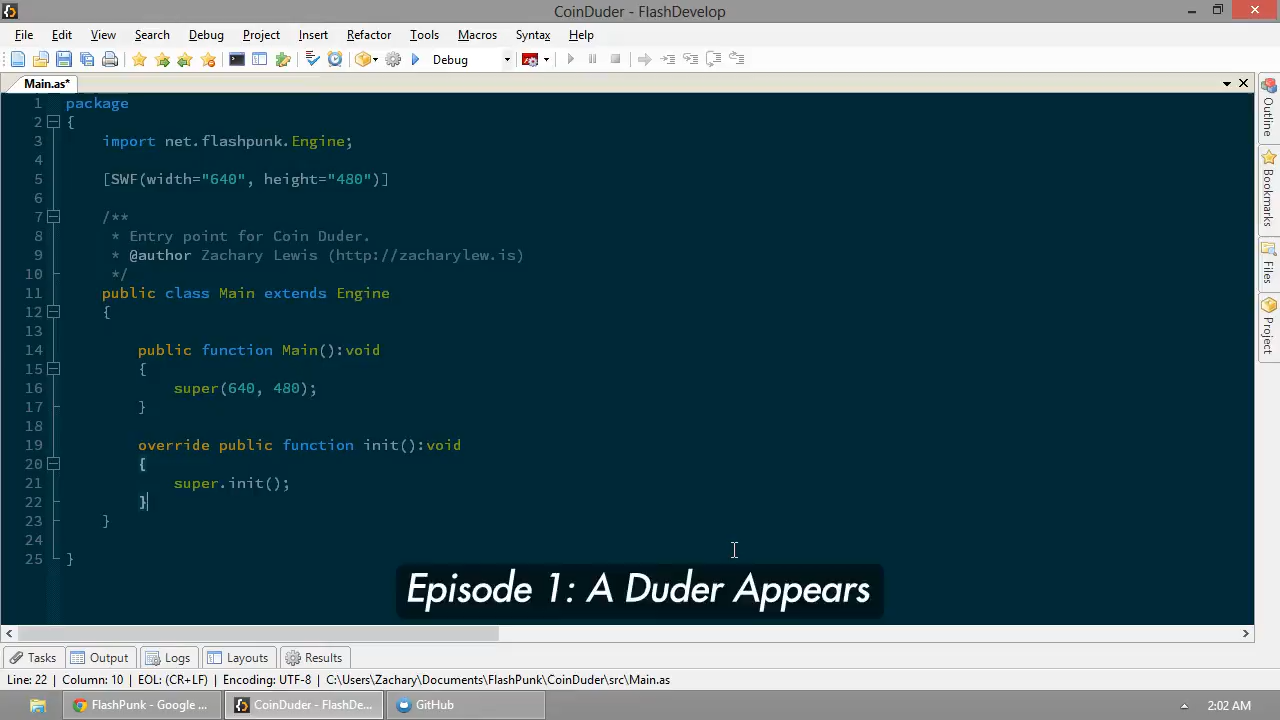 CoinDuder - FlashDevelop
File Edit View Search Debug Project Insert Refactor Tools Macros Syntax Help
Debug
Main.as*
1 package
2 {
3 import net.flashpunk.Engine;
4
5 [SWF(width="640", height="480")]
6
7 /**
8 * Entry point for Coin Duder.
9 * @author Zachary Lewis (http://zacharylew.is)
10 */
11 public class Main extends Engine
12 {
13
14 public function Main():void
15 {
16 super(640, 480);
17 }
18
19 override public function init():void
20 {
21 super.init();
22 }
23 }
24
25 }
Outline
Bookmarks
Files
Project
Episode 1: A Duder Appears
Tasks Output Logs Layouts Results
Line: 22 Column: 10 EOL: (CR+LF) Encoding: UTF-8 C:\Users\Zachary\Documents\FlashPunk\CoinDuder\src\Main.as
FlashPunk - Google ... CoinDuder - FlashDe... GitHub 2:02 AM